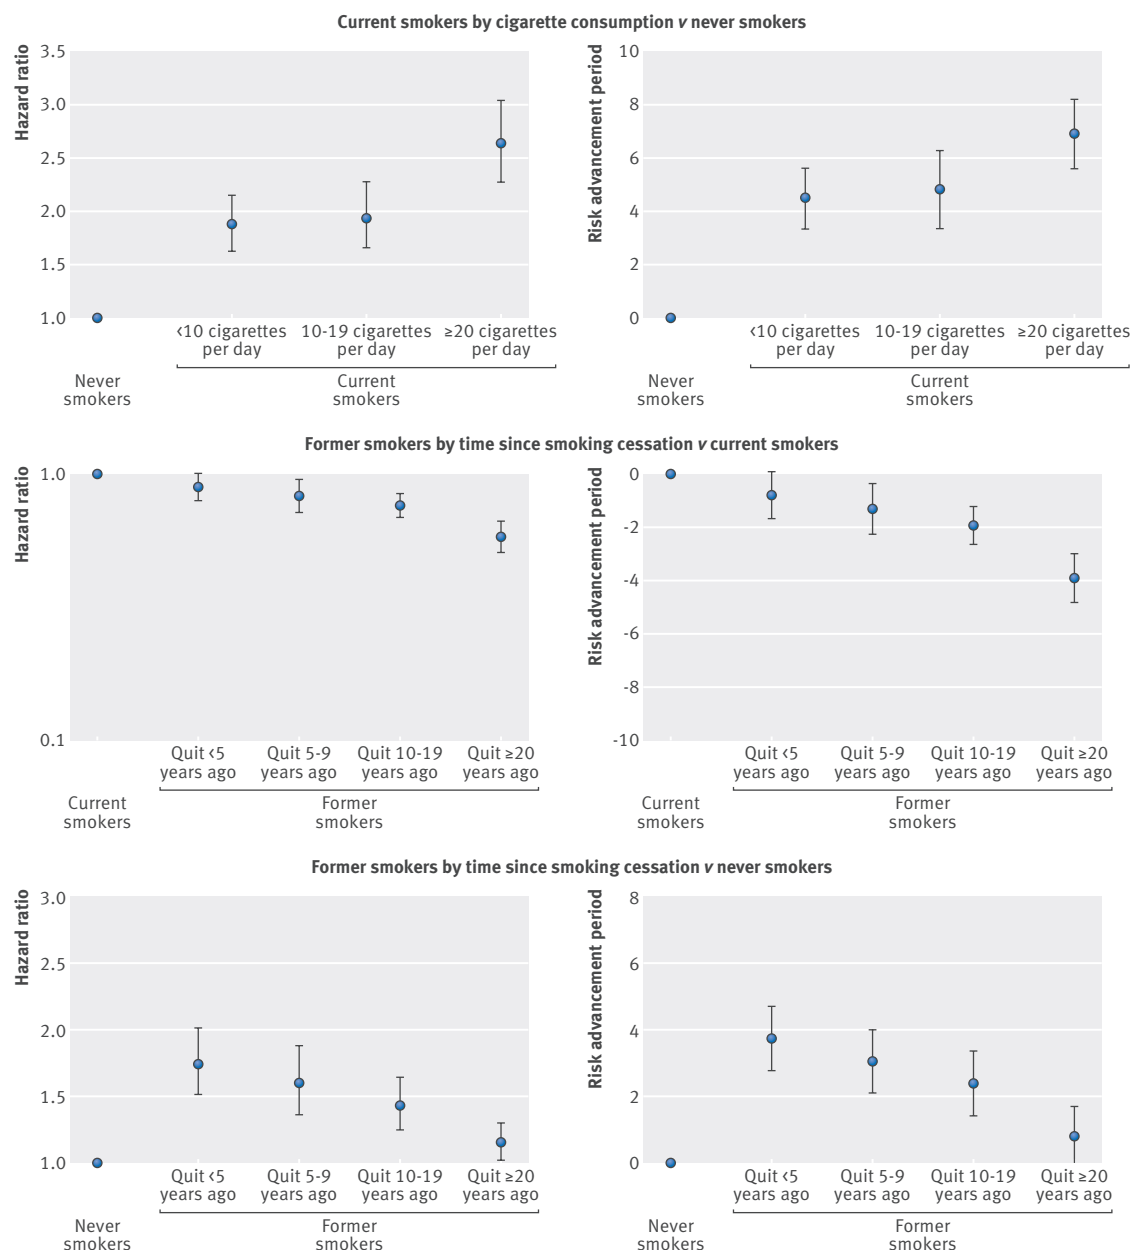 Current smokers by cigarette consumption v never smokers
Hazard ratio
3.5
3.0
2.5
2.0
1.5
1.0
<10 cigarettes
per day
10-19 cigarettes
per day
≥20 cigarettes
per day
Never
smokers
Current
smokers
Risk advancement period
10
8
6
4
2
0
<10 cigarettes
per day
10-19 cigarettes
per day
≥20 cigarettes
per day
Never
smokers
Current
smokers
Former smokers by time since smoking cessation v current smokers
Hazard ratio
1.0
0.1
Quit <5
years ago
Quit 5-9
years ago
Quit 10-19
years ago
Quit ≥20
years ago
Current
smokers
Former
smokers
Risk advancement period
0
-2
-4
-6
-8
-10
Quit <5
years ago
Quit 5-9
years ago
Quit 10-19
years ago
Quit ≥20
years ago
Current
smokers
Former
smokers
Former smokers by time since smoking cessation v never smokers
Hazard ratio
3.0
2.5
2.0
1.5
1.0
Quit <5
years ago
Quit 5-9
years ago
Quit 10-19
years ago
Quit ≥20
years ago
Never
smokers
Former
smokers
Risk advancement period
8
6
4
2
0
Quit <5
years ago
Quit 5-9
years ago
Quit 10-19
years ago
Quit ≥20
years ago
Never
smokers
Former
smokers